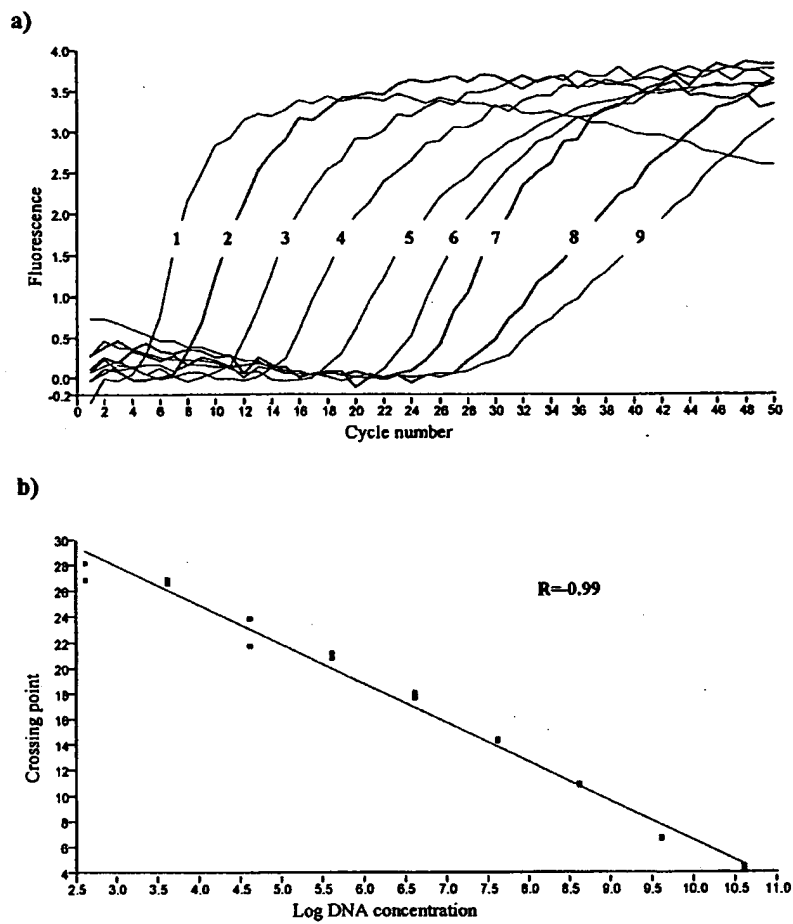 a)
4.0
3.5
3.0
2.5
2.0
1.5
1.0
0.5
0.0
-0.2
Fluorescence
1 2 3 4 5 6 7 8 9
0 2 4 6 8 10 12 14 16 18 20 22 24 26 28 30 32 34 36 38 40 42 44 46 48 50
Cycle number
b)
30
28
26
24
22
20
18
16
14
12
10
8
6
4
Crossing point
R=-0.99
2.5 3.0 3.5 4.0 4.5 5.0 5.5 6.0 6.5 7.0 7.5 8.0 8.5 9.0 9.5 10.0 10.5 11.0
Log DNA concentration